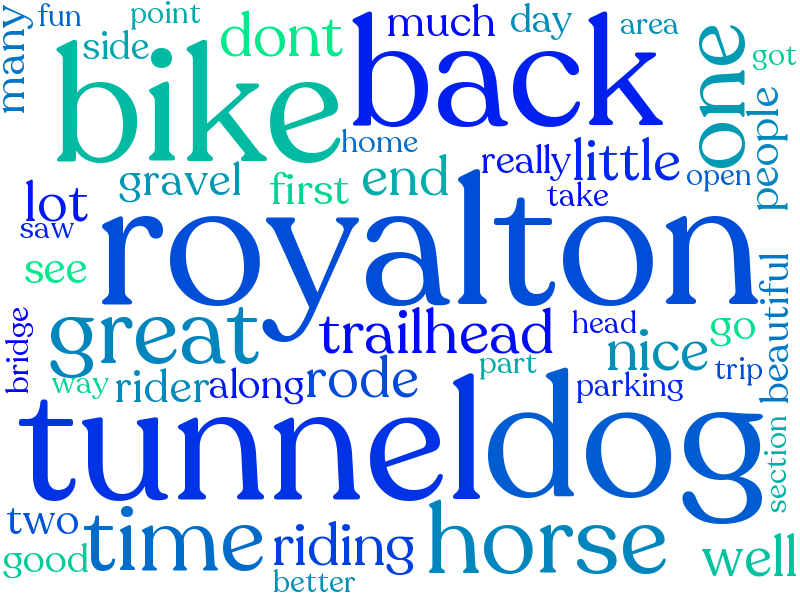 many
fun
point
side
dont
much
day
area
bike
back
one
got
people
home
gravel
first
end
really
little
open
take
lot
saw
royalton
see
bridge
great
trailhead
head
nice
go
beautiful
way
rider
along
rode
part
parking
trip
tunnel
dog
section
two
time
riding
horse
well
good
better